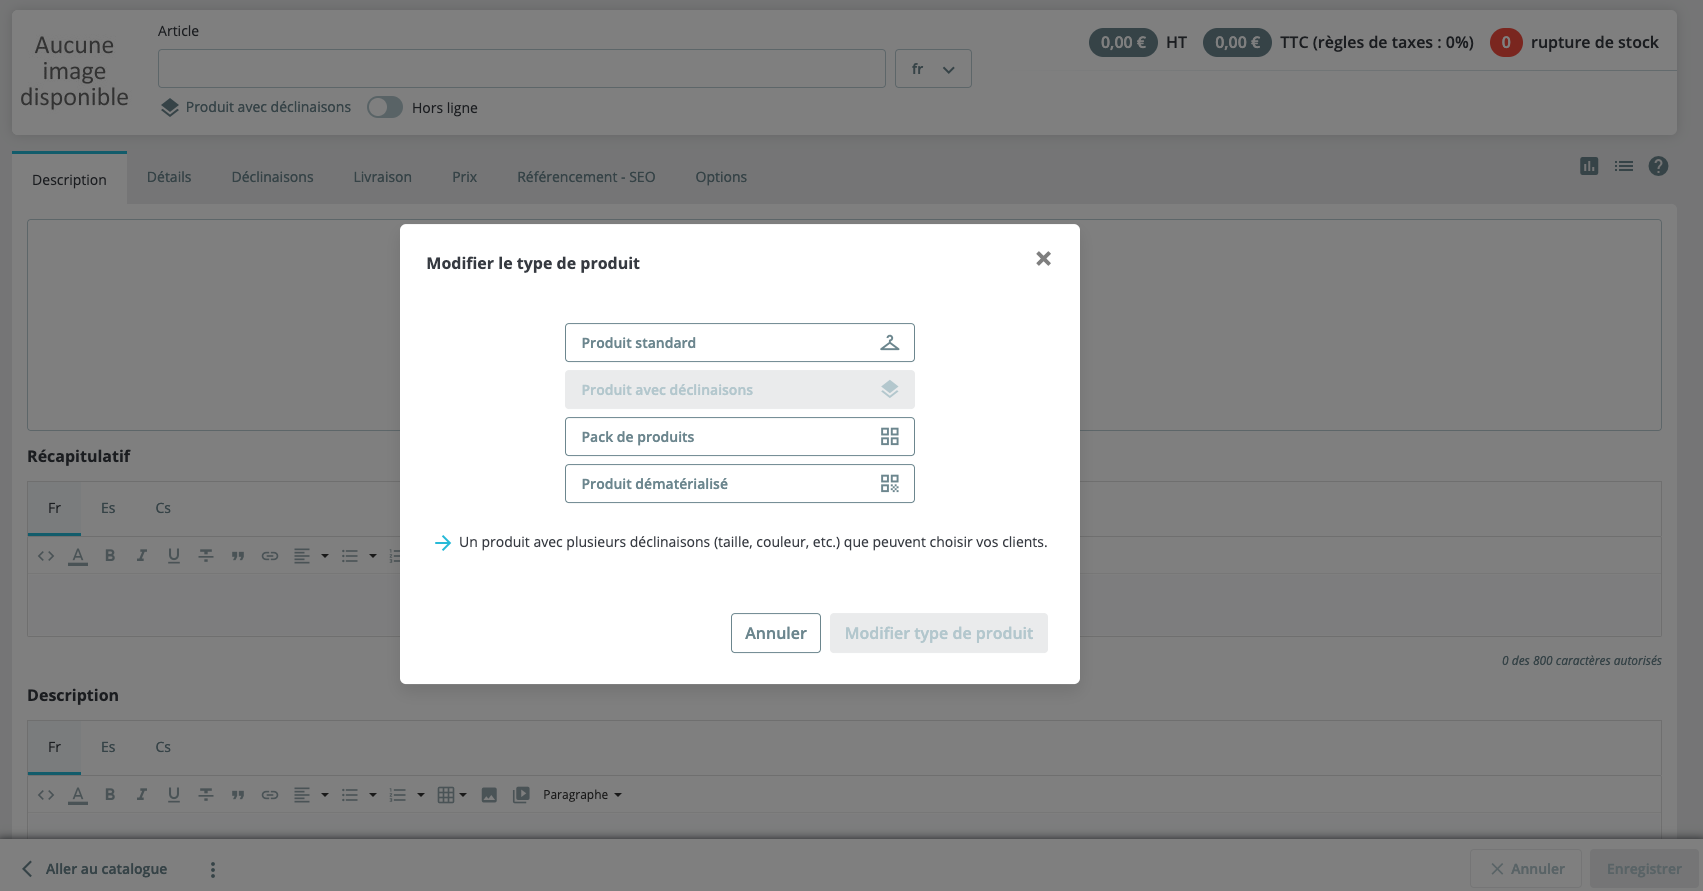 Aucune
image
disponible
Article
fr
Produit avec déclinaisons
Hors ligne
0,00 € HT 0,00 € TTC (règles de taxes : 0%) 0 rupture de stock
Description Détails Déclinaisons Livraison Prix Référencement - SEO Options
Modifier le type de produit
Produit standard
Produit avec déclinaisons
Pack de produits
Produit dématérialisé
Un produit avec plusieurs déclinaisons (taille, couleur, etc.) que peuvent choisir vos clients.
Annuler Modifier type de produit
Récapitulatif
Fr Es Cs
0 des 800 caractères autorisés
Description
Fr Es Cs
Paragraphe
Aller au catalogue
Annuler Enregistrer